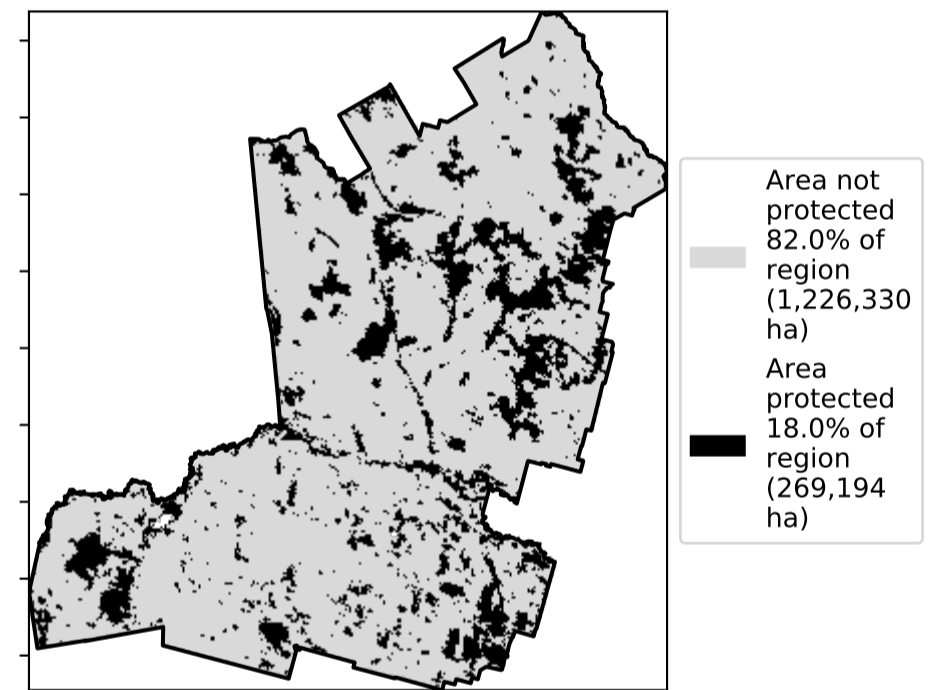 Area not
protected
82.0% of
region
(1,226,330
ha)
Area
protected
18.0% of
region
(269,194
ha)